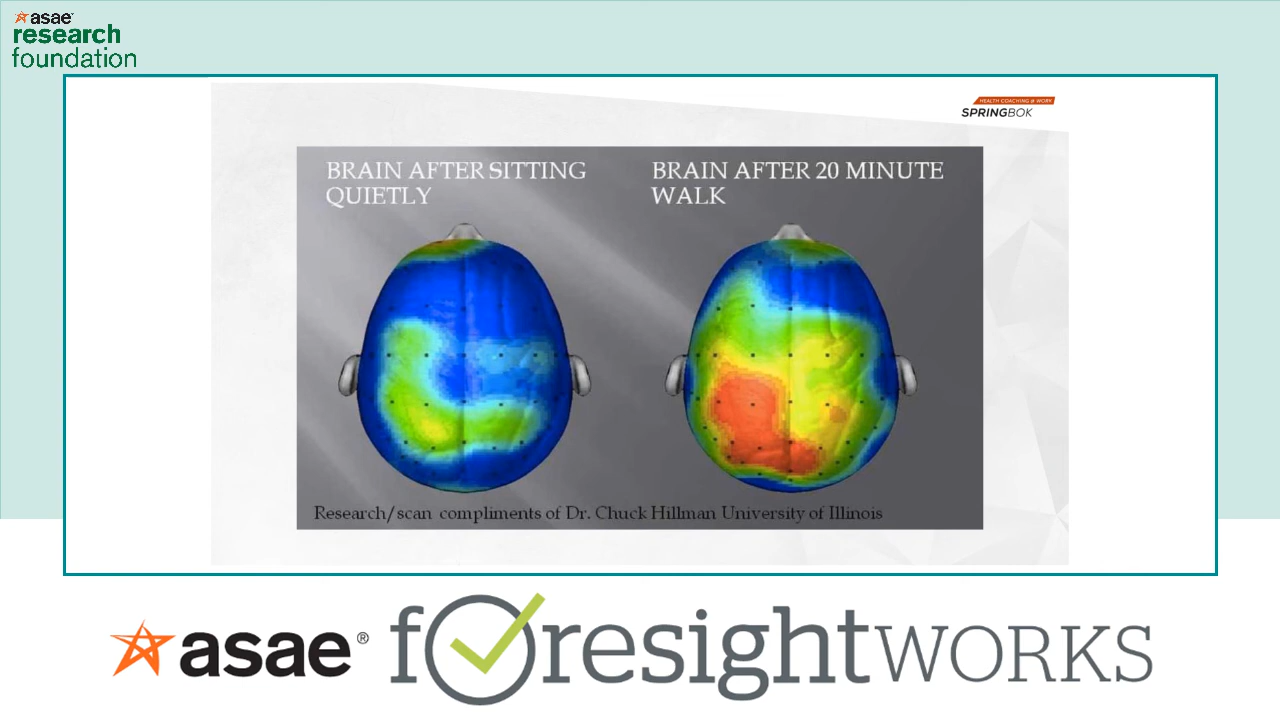 asae
research
foundation
HEALTH COACHING @ WORK
SPRINGBOK
BRAIN AFTER SITTING
QUIETLY
BRAIN AFTER 20 MINUTE
WALK
Research/scan compliments of Dr. Chuck Hillman University of Illinois
asae® foresightWORKS